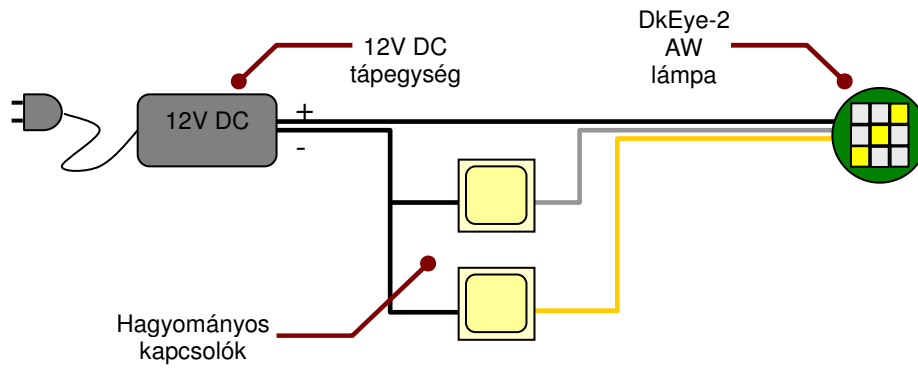 12V DC
tápegység
DkEye-2
AW
lámpa
12V DC
+
-
Hagyományos
kapcsolók